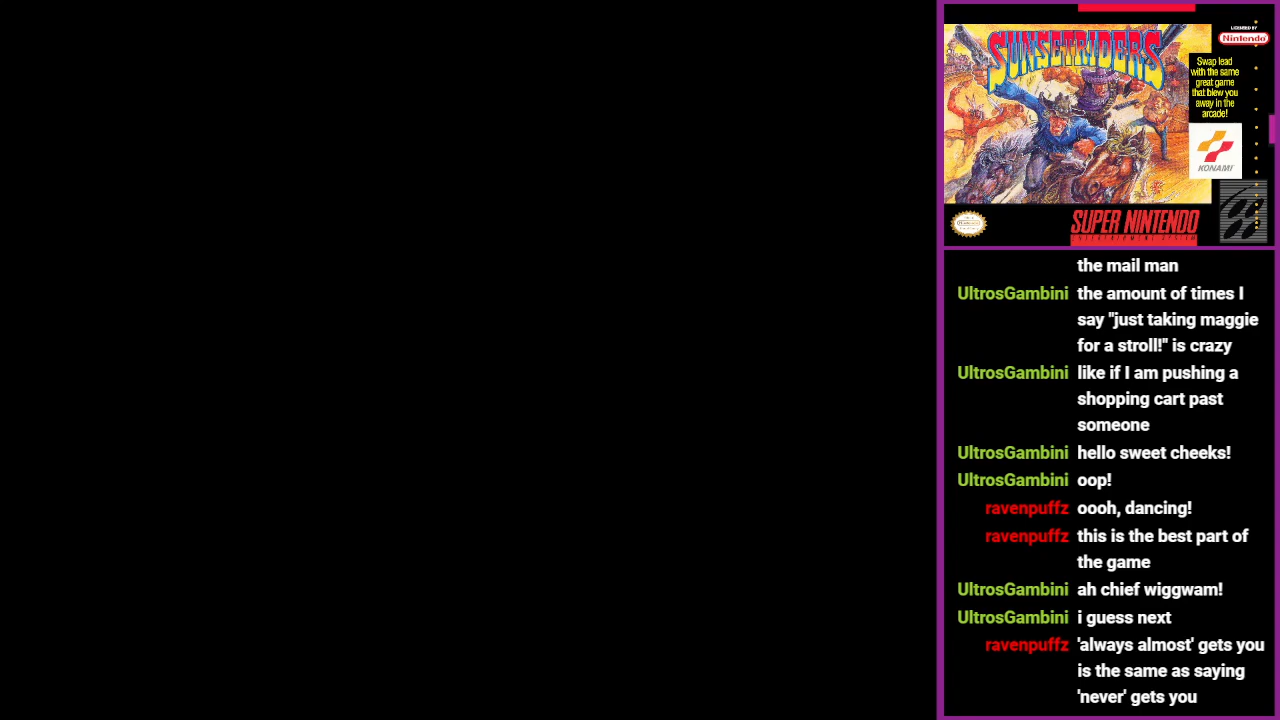 SUNSETRIDERS
LICENSED BY
Nintendo
Swap lead
with the same
great game
that blew you
away in the
arcade!
KONAMI
SUPER NINTENDO
ENTERTAINMENT SYSTEM
the mail man
UltrosGambini the amount of times I
say "just taking maggie
for a stroll!" is crazy
UltrosGambini like if I am pushing a
shopping cart past
someone
UltrosGambini hello sweet cheeks!
UltrosGambini oop!
ravenpuffz oooh, dancing!
ravenpuffz this is the best part of
the game
UltrosGambini ah chief wiggwam!
UltrosGambini i guess next
ravenpuffz 'always almost' gets you
is the same as saying
'never' gets you